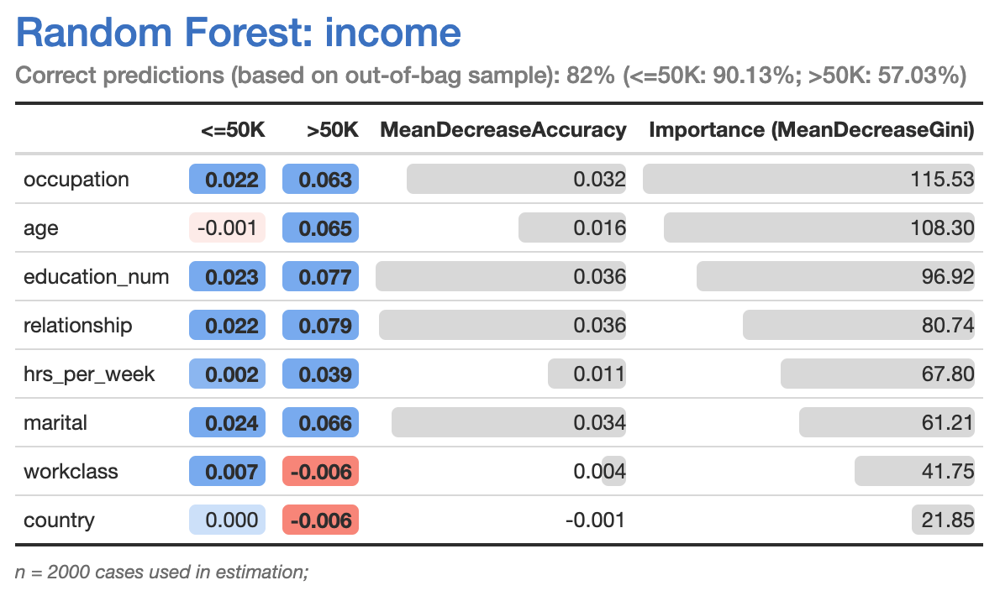 Random Forest: income
Correct predictions (based on out-of-bag sample): 82% (<=50K: 90.13%; >50K: 57.03%)
<=50K >50K MeanDecreaseAccuracy Importance (MeanDecreaseGini)
occupation 0.022 0.063 0.032 115.53
age -0.001 0.065 0.016 108.30
education_num 0.023 0.077 0.036 96.92
relationship 0.022 0.079 0.036 80.74
hrs_per_week 0.002 0.039 0.011 67.80
marital 0.024 0.066 0.034 61.21
workclass 0.007 -0.006 0.004 41.75
country 0.000 -0.006 -0.001 21.85
n = 2000 cases used in estimation;